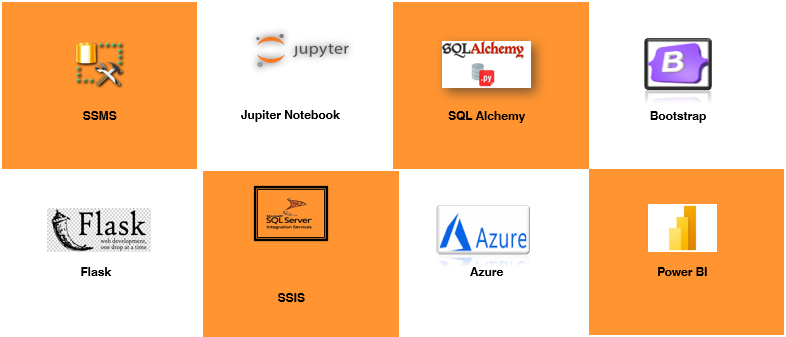 jupyter
SQLAlchemy
.py
B
SSMS
Jupiter Notebook
SQL Alchemy
Bootstrap
Flask
web development,
one drop at a time
Microsoft
SQL Server
Integration Services
Azure
Flask
SSIS
Azure
Power BI